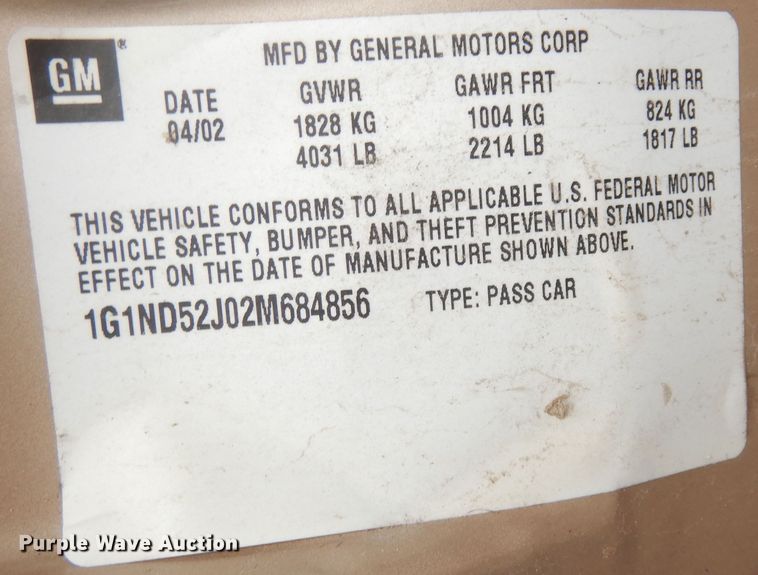 GM®
MFD BY GENERAL MOTORS CORP
DATE GVWR GAWR FRT GAWR RR
04/02 1828 KG 1004 KG 824 KG
4031 LB 2214 LB 1817 LB
THIS VEHICLE CONFORMS TO ALL APPLICABLE U.S. FEDERAL MOTOR
VEHICLE SAFETY, BUMPER, AND THEFT PREVENTION STANDARDS IN
EFFECT ON THE DATE OF MANUFACTURE SHOWN ABOVE.
1G1ND52J02M684856 TYPE: PASS CAR
Purple Wave Auction